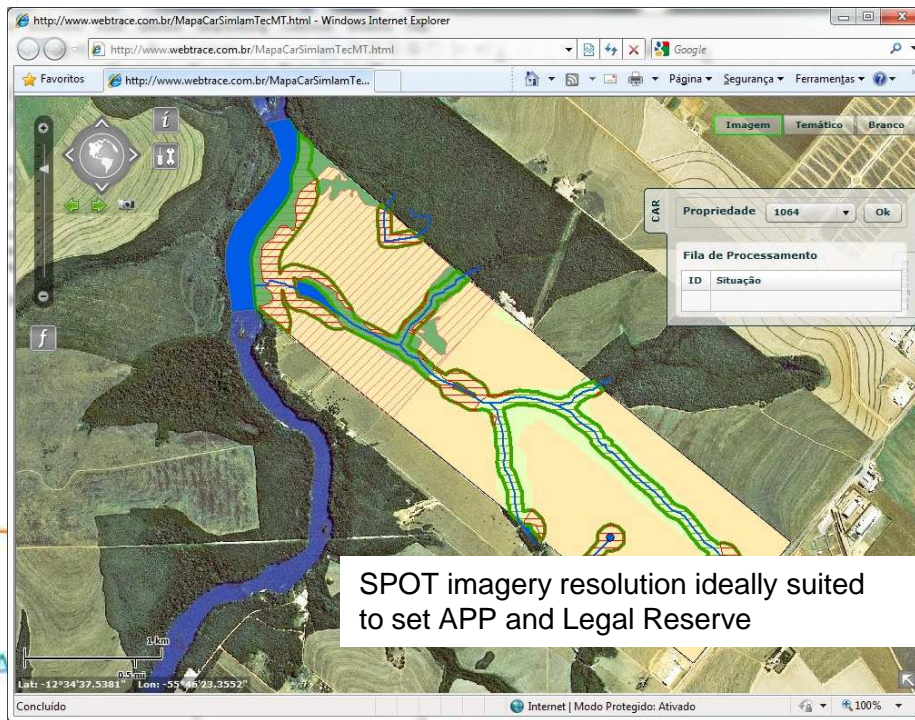 http://www.webtrace.com.br/MapaCarSimlamTecMT.html - Windows Internet Explorer
http://www.webtrace.com.br/MapaCarSimlamTecMT.html
Google
Favoritos
http://www.webtrace.com.br/MapaCarSimlamTe...
Página
Segurança
Ferramentas
i
Imagem
Temático
Branco
CAR
Propriedade
1064
Ok
Fila de Processamento
ID
Situação
f
SPOT imagery resolution ideally suited
to set APP and Legal Reserve
1 km
0.5 mi
Lat: -12°34'37.5381" Lon: -55°46'23.3552"
Concluído
Internet | Modo Protegido: Ativado
100%